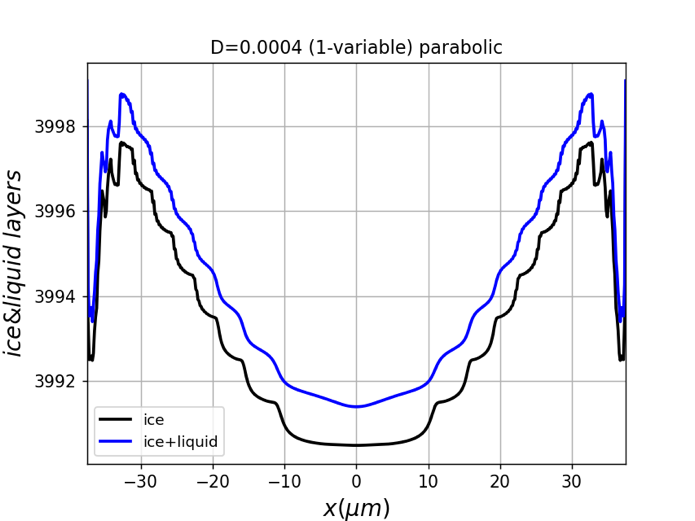 D=0.0004 (1-variable) parabolic
ice&liquid layers
3998
3996
3994
3992
ice
ice+liquid
−30
−20
−10
0
10
20
30
x(μm)